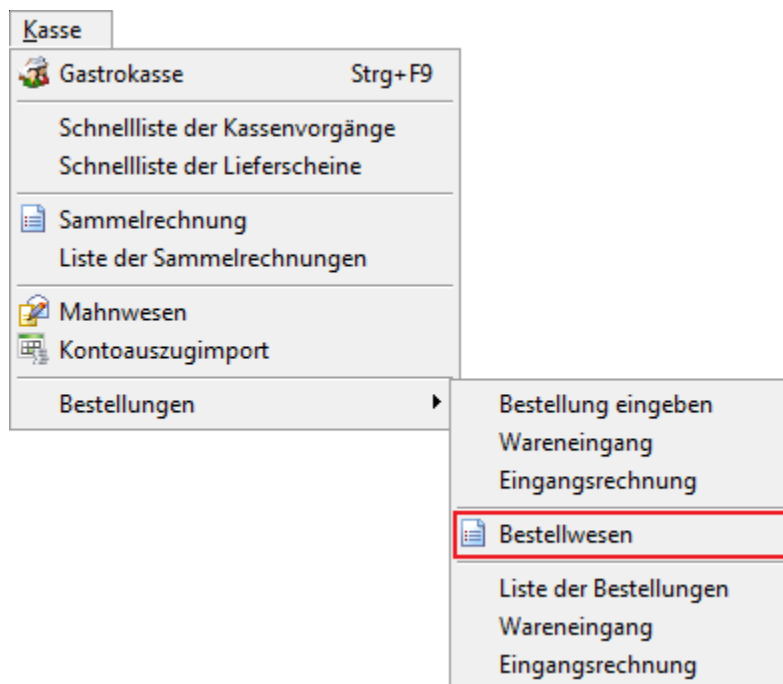 Kasse
Gastrokasse Strg+F9
Schnellliste der Kassenvorgänge
Schnellliste der Lieferscheine
Sammelrechnung
Liste der Sammelrechnungen
Mahnwesen
Kontoauszugimport
Bestellungen
Bestellung eingeben
Wareneingang
Eingangsrechnung
Bestellwesen
Liste der Bestellungen
Wareneingang
Eingangsrechnung